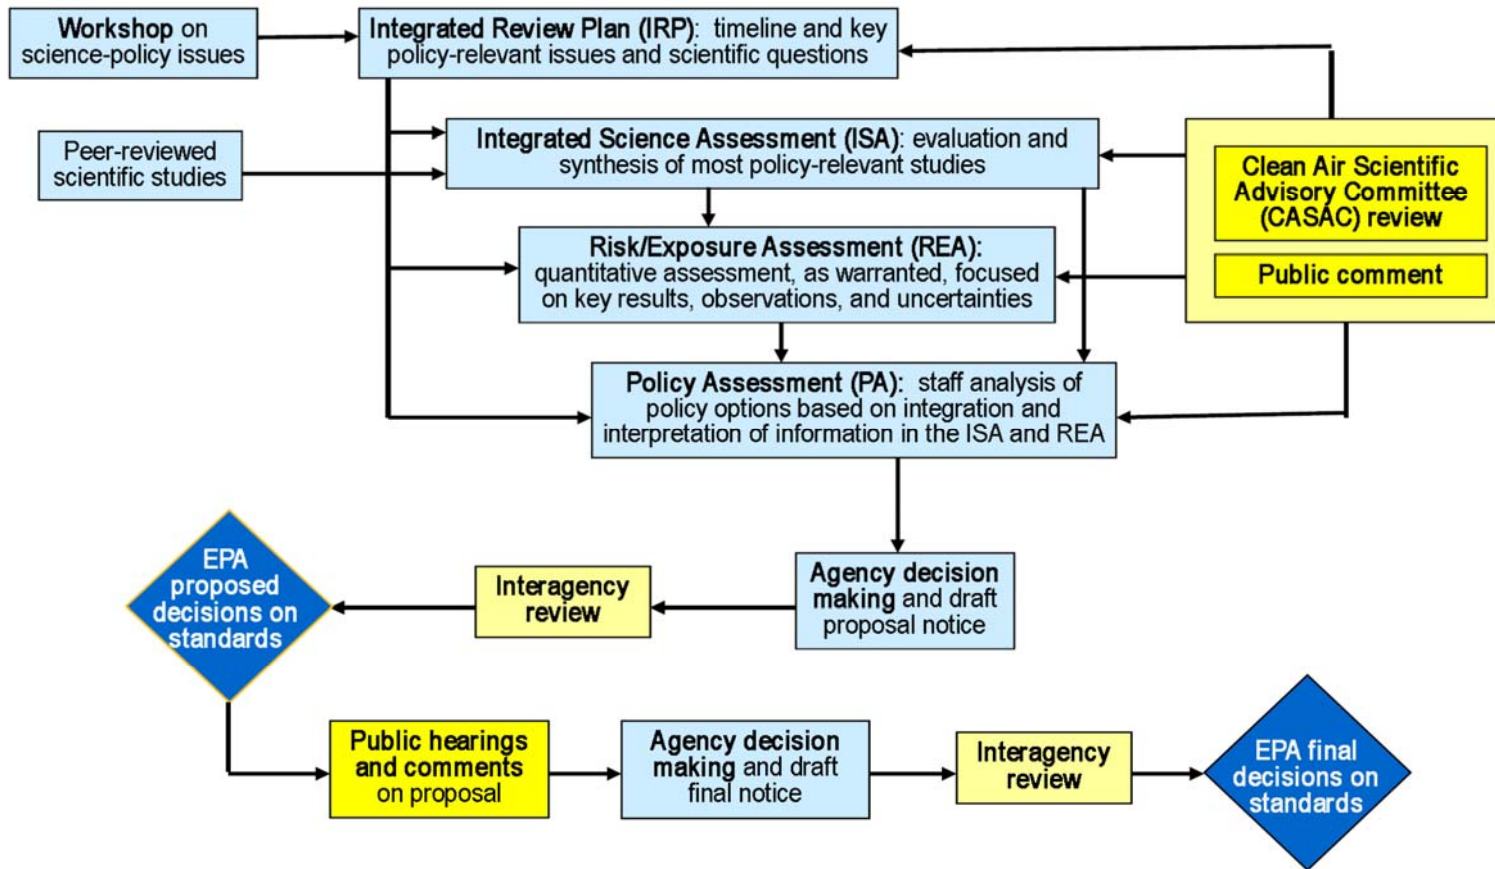 Workshop on
science-policy issues
Integrated Review Plan (IRP): timeline and key
policy-relevant issues and scientific questions
Peer-reviewed
scientific studies
Integrated Science Assessment (ISA): evaluation and
synthesis of most policy-relevant studies
Clean Air Scientific
Advisory Committee
(CASAC) review
Public comment
Risk/Exposure Assessment (REA):
quantitative assessment, as warranted, focused
on key results, observations, and uncertainties
Policy Assessment (PA): staff analysis of
policy options based on integration and
interpretation of information in the ISA and REA
EPA
proposed
decisions on
standards
Interagency
review
Agency decision
making and draft
proposal notice
Public hearings
and comments
on proposal
Agency decision
making and draft
final notice
Interagency
review
EPA final
decisions on
standards